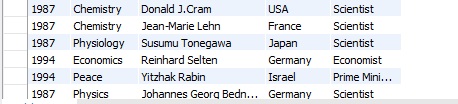 1987 Chemistry Donald J.Cram USA Scientist
1987 Chemistry Jean-Marie Lehn France Scientist
1987 Physiology Susumu Tonegawa Japan Scientist
1994 Economics Reinhard Selten Germany Economist
1994 Peace Yitzhak Rabin Israel Prime Mini...
1987 Physics Johannes Georg Bedn... Germany Scientist